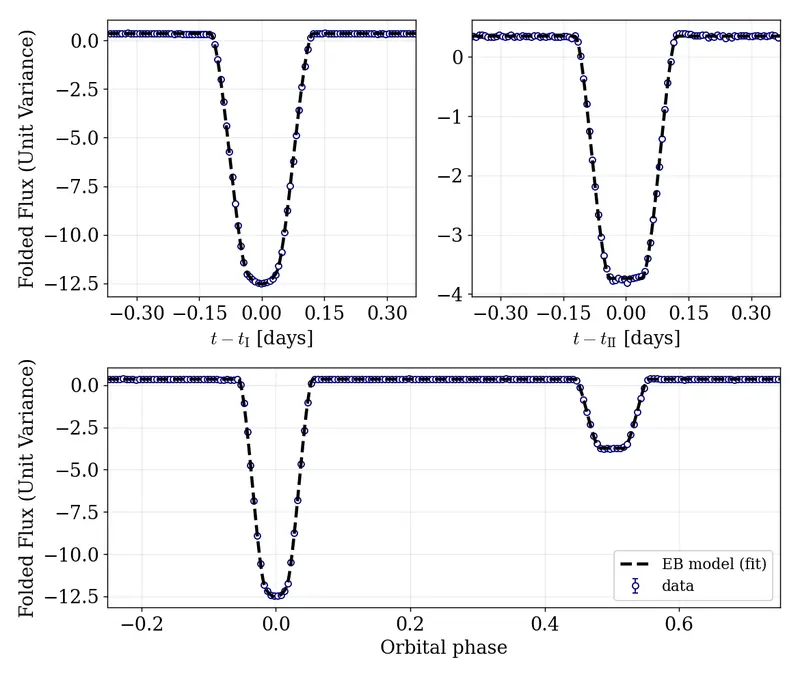 Folded Flux (Unit Variance)
0.0
−2.5
−5.0
−7.5
−10.0
−12.5
−0.30 −0.15 0.00 0.15 0.30
t − t_I [days]
0
−1
−2
−3
−4
−0.30 −0.15 0.00 0.15 0.30
t − t_II [days]
Folded Flux (Unit Variance)
0.0
−2.5
−5.0
−7.5
−10.0
−12.5
EB model (fit)
data
−0.2 0.0 0.2 0.4 0.6
Orbital phase